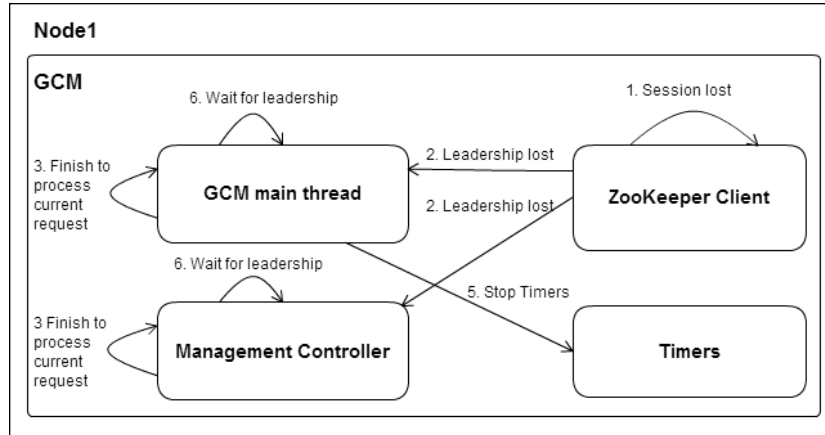 Node1
GCM
6. Wait for leadership
1. Session lost
3. Finish to
process
current
request
GCM main thread
2. Leadership lost
ZooKeeper Client
2. Leadership lost
6. Wait for leadership
5. Stop Timers
3 Finish to
process
current
request
Management Controller
Timers